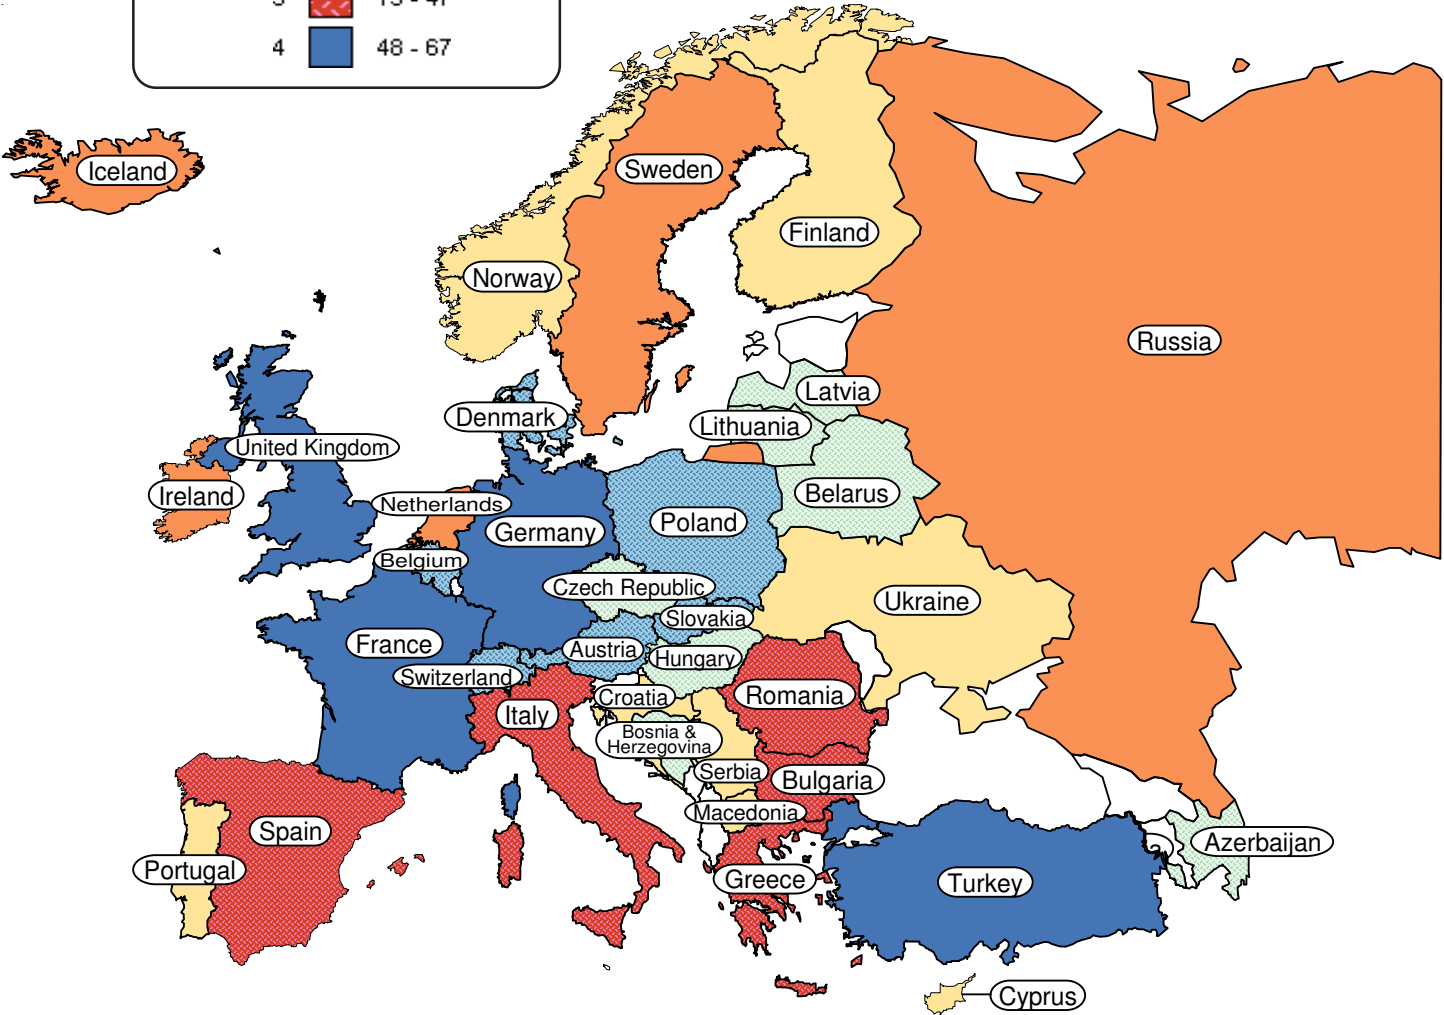 4 48 - 67
Iceland
Sweden
Finland
Norway
Russia
Latvia
Denmark
Lithuania
United Kingdom
Ireland
Netherlands
Belarus
Germany
Poland
Belgium
Czech Republic
Ukraine
Slovakia
France
Austria
Hungary
Switzerland
Croatia
Romania
Italy
Bosnia &
Herzegovina
Serbia
Bulgaria
Macedonia
Spain
Azerbaijan
Portugal
Greece
Turkey
Cyprus